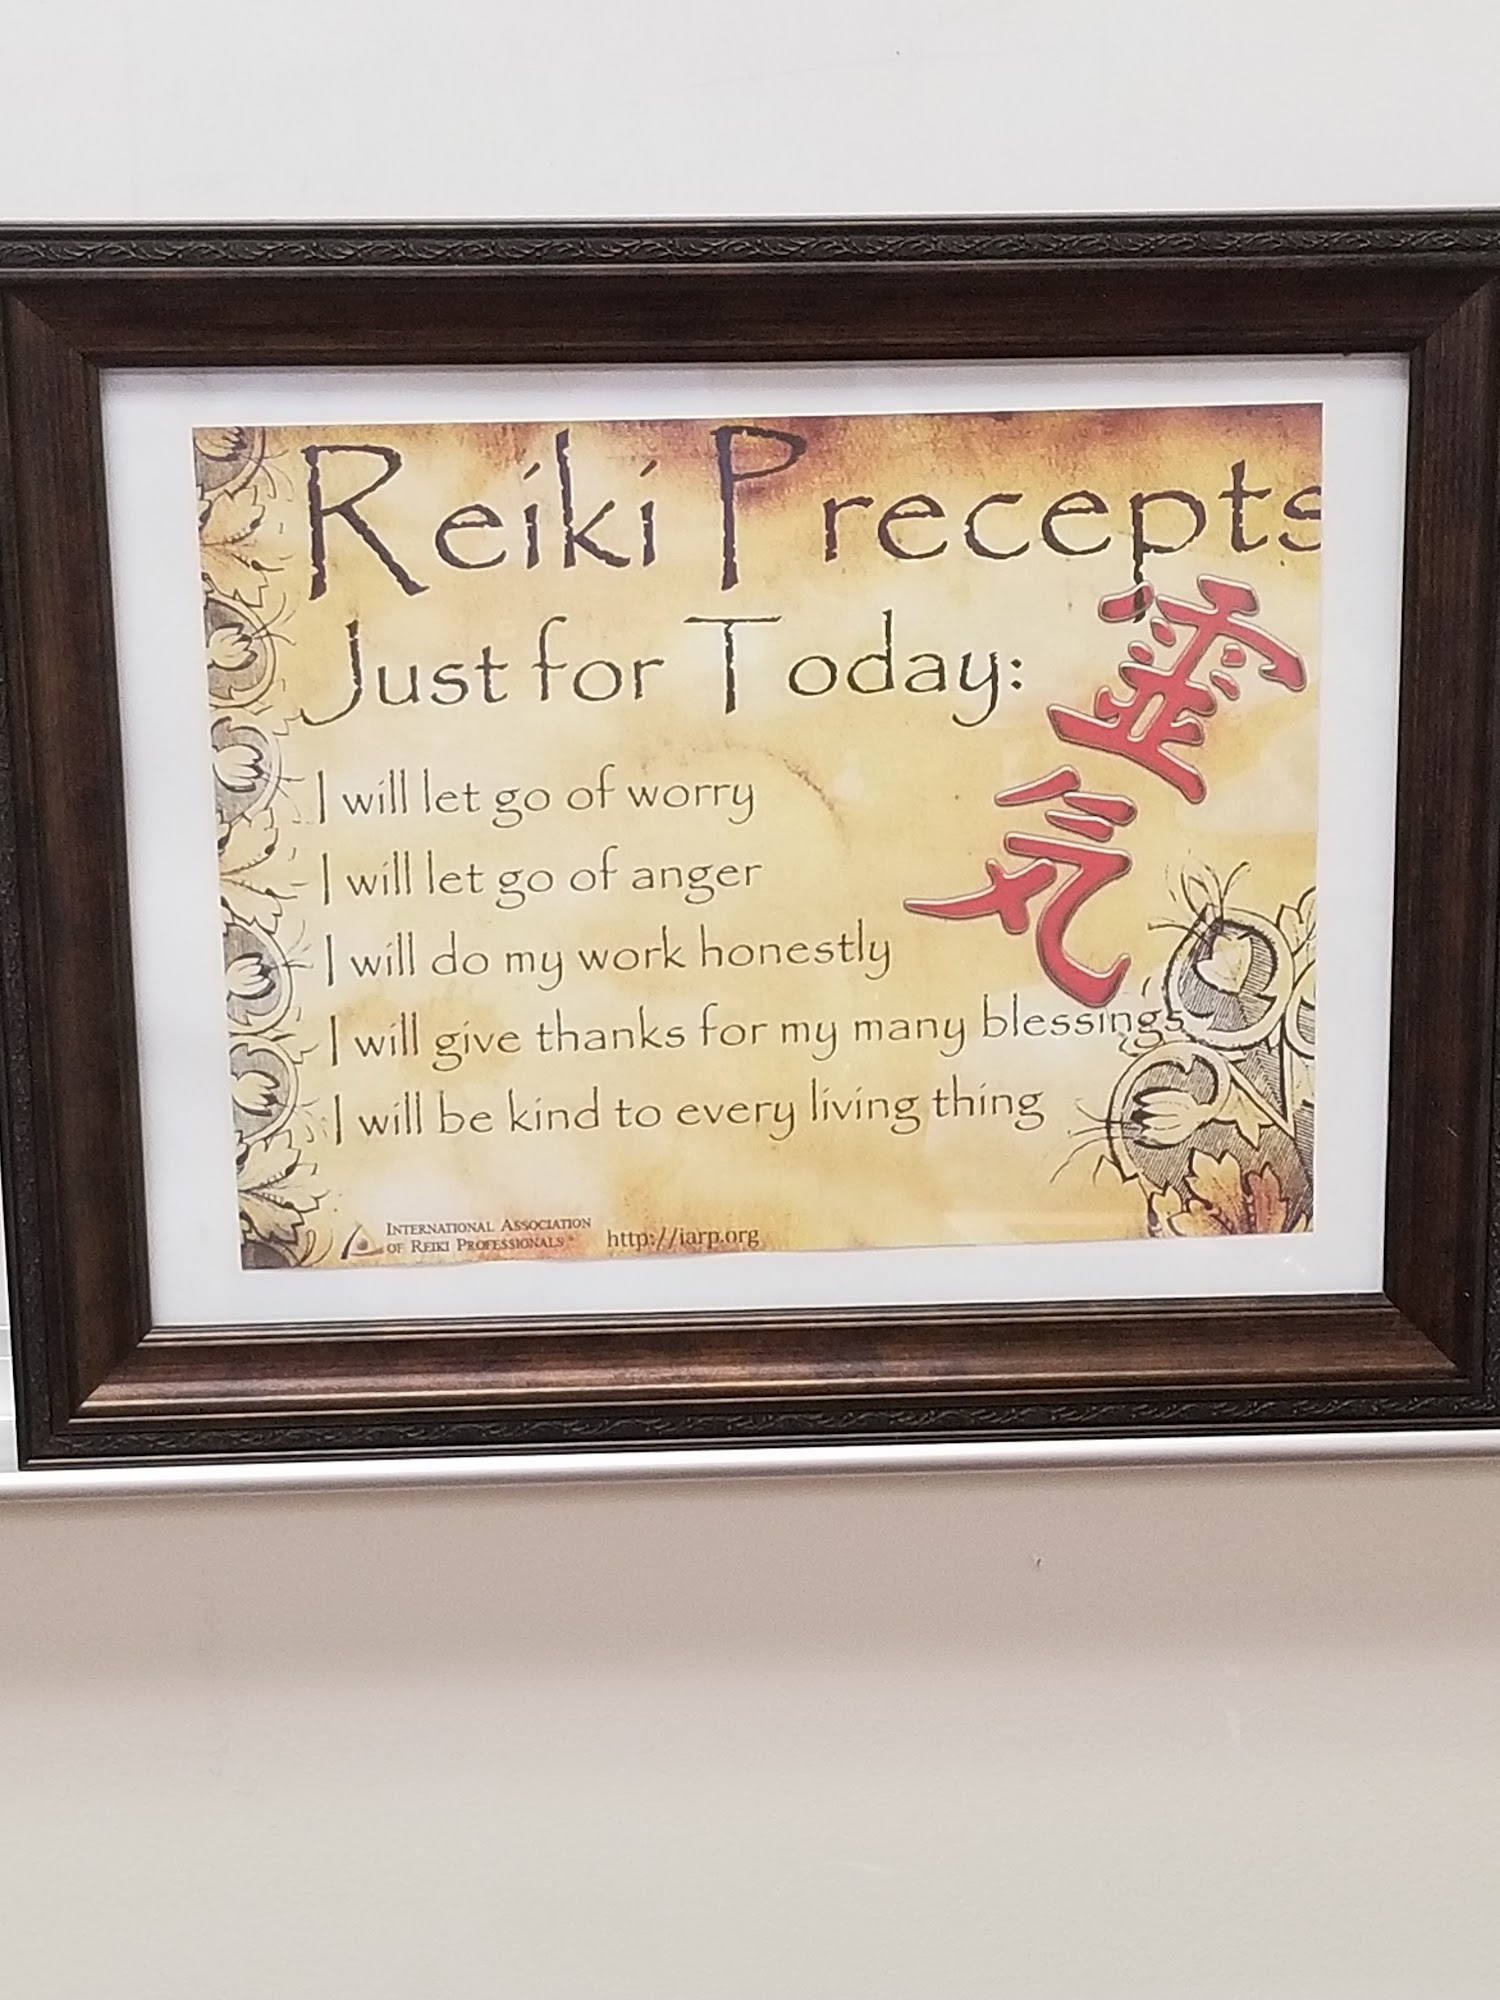 Reiki Precepts
Just for Today:
霊気
I will let go of worry
I will let go of anger
I will do my work honestly
I will give thanks for my many blessings
I will be kind to every living thing
INTERNATIONAL ASSOCIATION
OF REIKI PROFESSIONALS
http://iarp.org